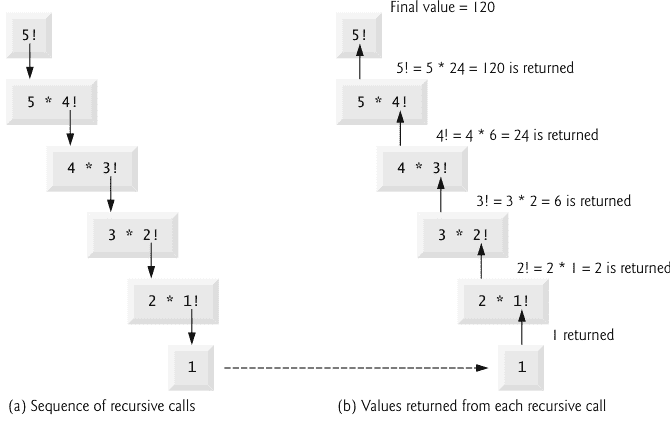 5!
5 * 4!
4 * 3!
3 * 2!
2 * 1!
1
(a) Sequence of recursive calls
Final value = 120
5!
5! = 5 * 24 = 120 is returned
5 * 4!
4! = 4 * 6 = 24 is returned
4 * 3!
3! = 3 * 2 = 6 is returned
3 * 2!
2! = 2 * 1 = 2 is returned
2 * 1!
1 returned
1
(b) Values returned from each recursive call